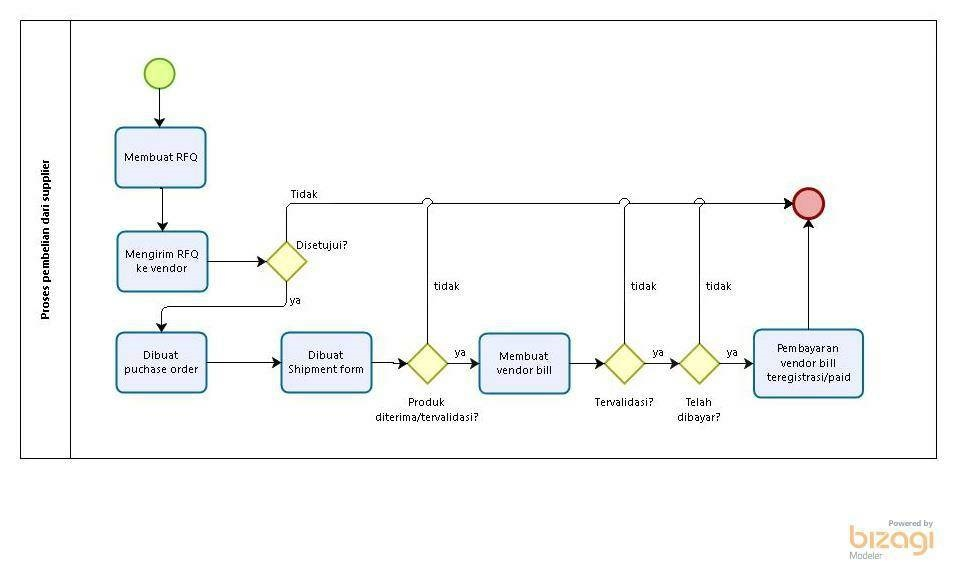 Proses pembelian dari supplier
Membuat RFQ
Mengirim RFQ
ke vendor
Disetujui?
Tidak
ya
Dibuat
puchase order
Dibuat
Shipment form
Produk
diterima/tervalidasi?
tidak
ya
Membuat
vendor bill
Tervalidasi?
tidak
ya
Telah
dibayar?
tidak
ya
Pembayaran
vendor bill
teregistrasi/paid
Powered by
bizagi
Modeler